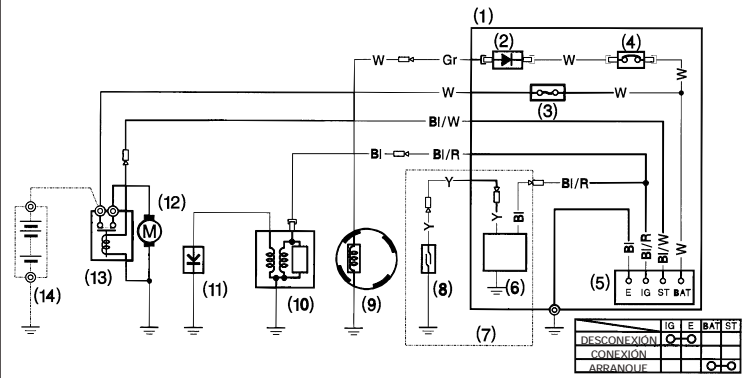 (1)
(2)
(4)
W
Gr
W
W
W
W
(3)
Bl/W
Bl
Bl/R
Y
Bl/R
(12)
Y
Y
Bl
M
Bl
Bl/R
Bl/W
W
(13)
(14)
(11)
(10)
(9)
(8)
(6)
(5)
E IG ST BAT
(7)
IG E BAT ST
DESCONEXIÓN
CONEXIÓN
ARRANQUE